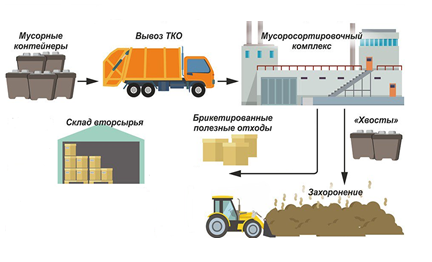 Мусорные
контейнеры
Вывоз ТКО
Мусоросортировочный
комплекс
Склад вторсырья
Брикетированные
полезные отходы
«Хвосты»
Захоронение